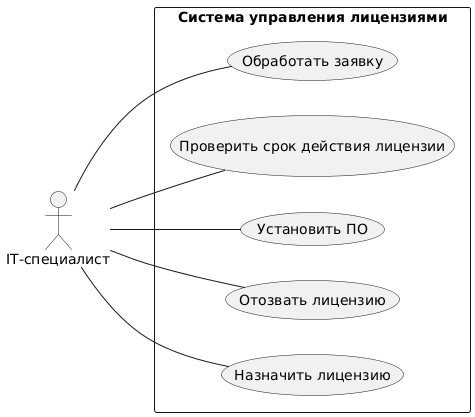 Система управления лицензиями
Обработать заявку
Проверить срок действия лицензии
Установить ПО
IT-специалист
Отозвать лицензию
Назначить лицензию